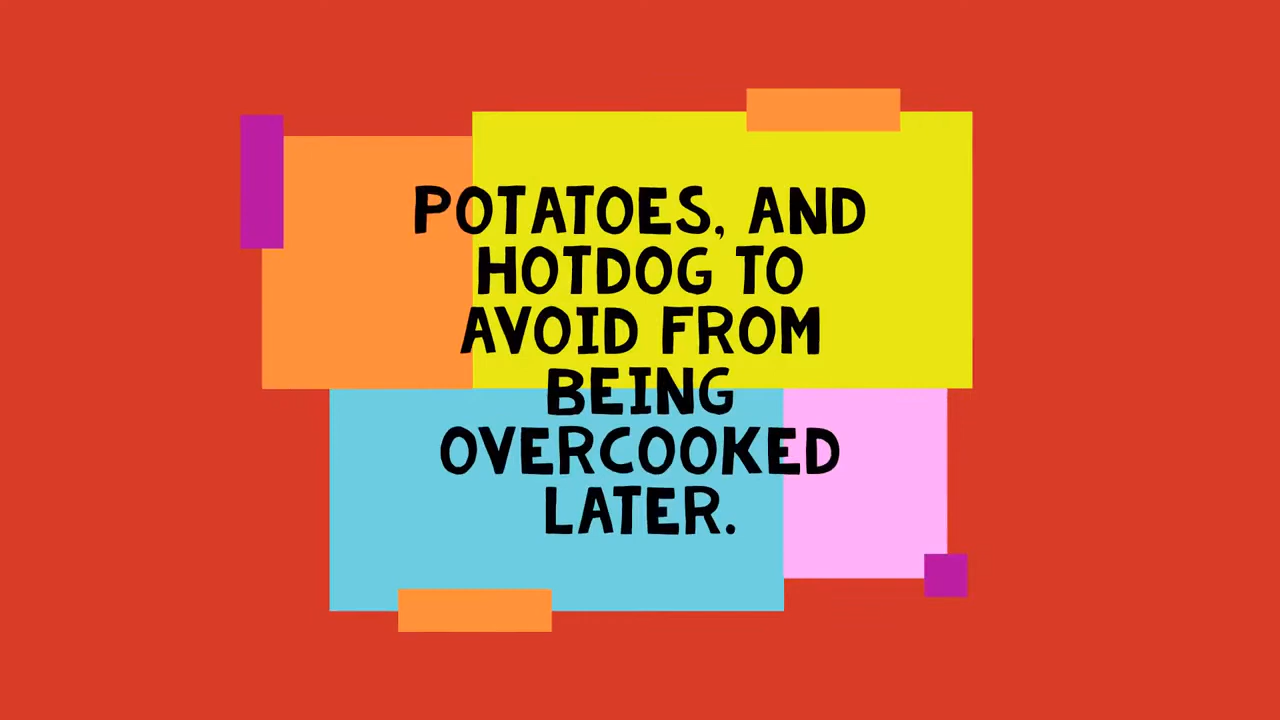 POTATOES, AND
HOTDOG TO
AVOID FROM
BEING
OVERCOOKED
LATER.